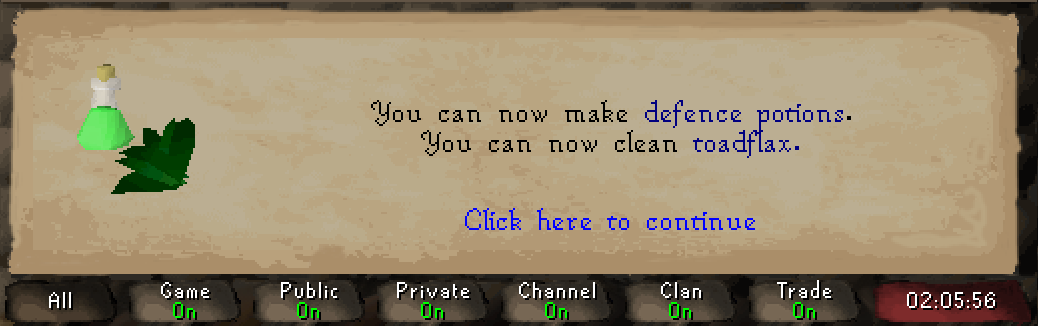 You can now make defence potions.
You can now clean toadflax.
Click here to continue
All
Game
On
Public
On
Private
On
Channel
On
Clan
On
Trade
On
02:05:56